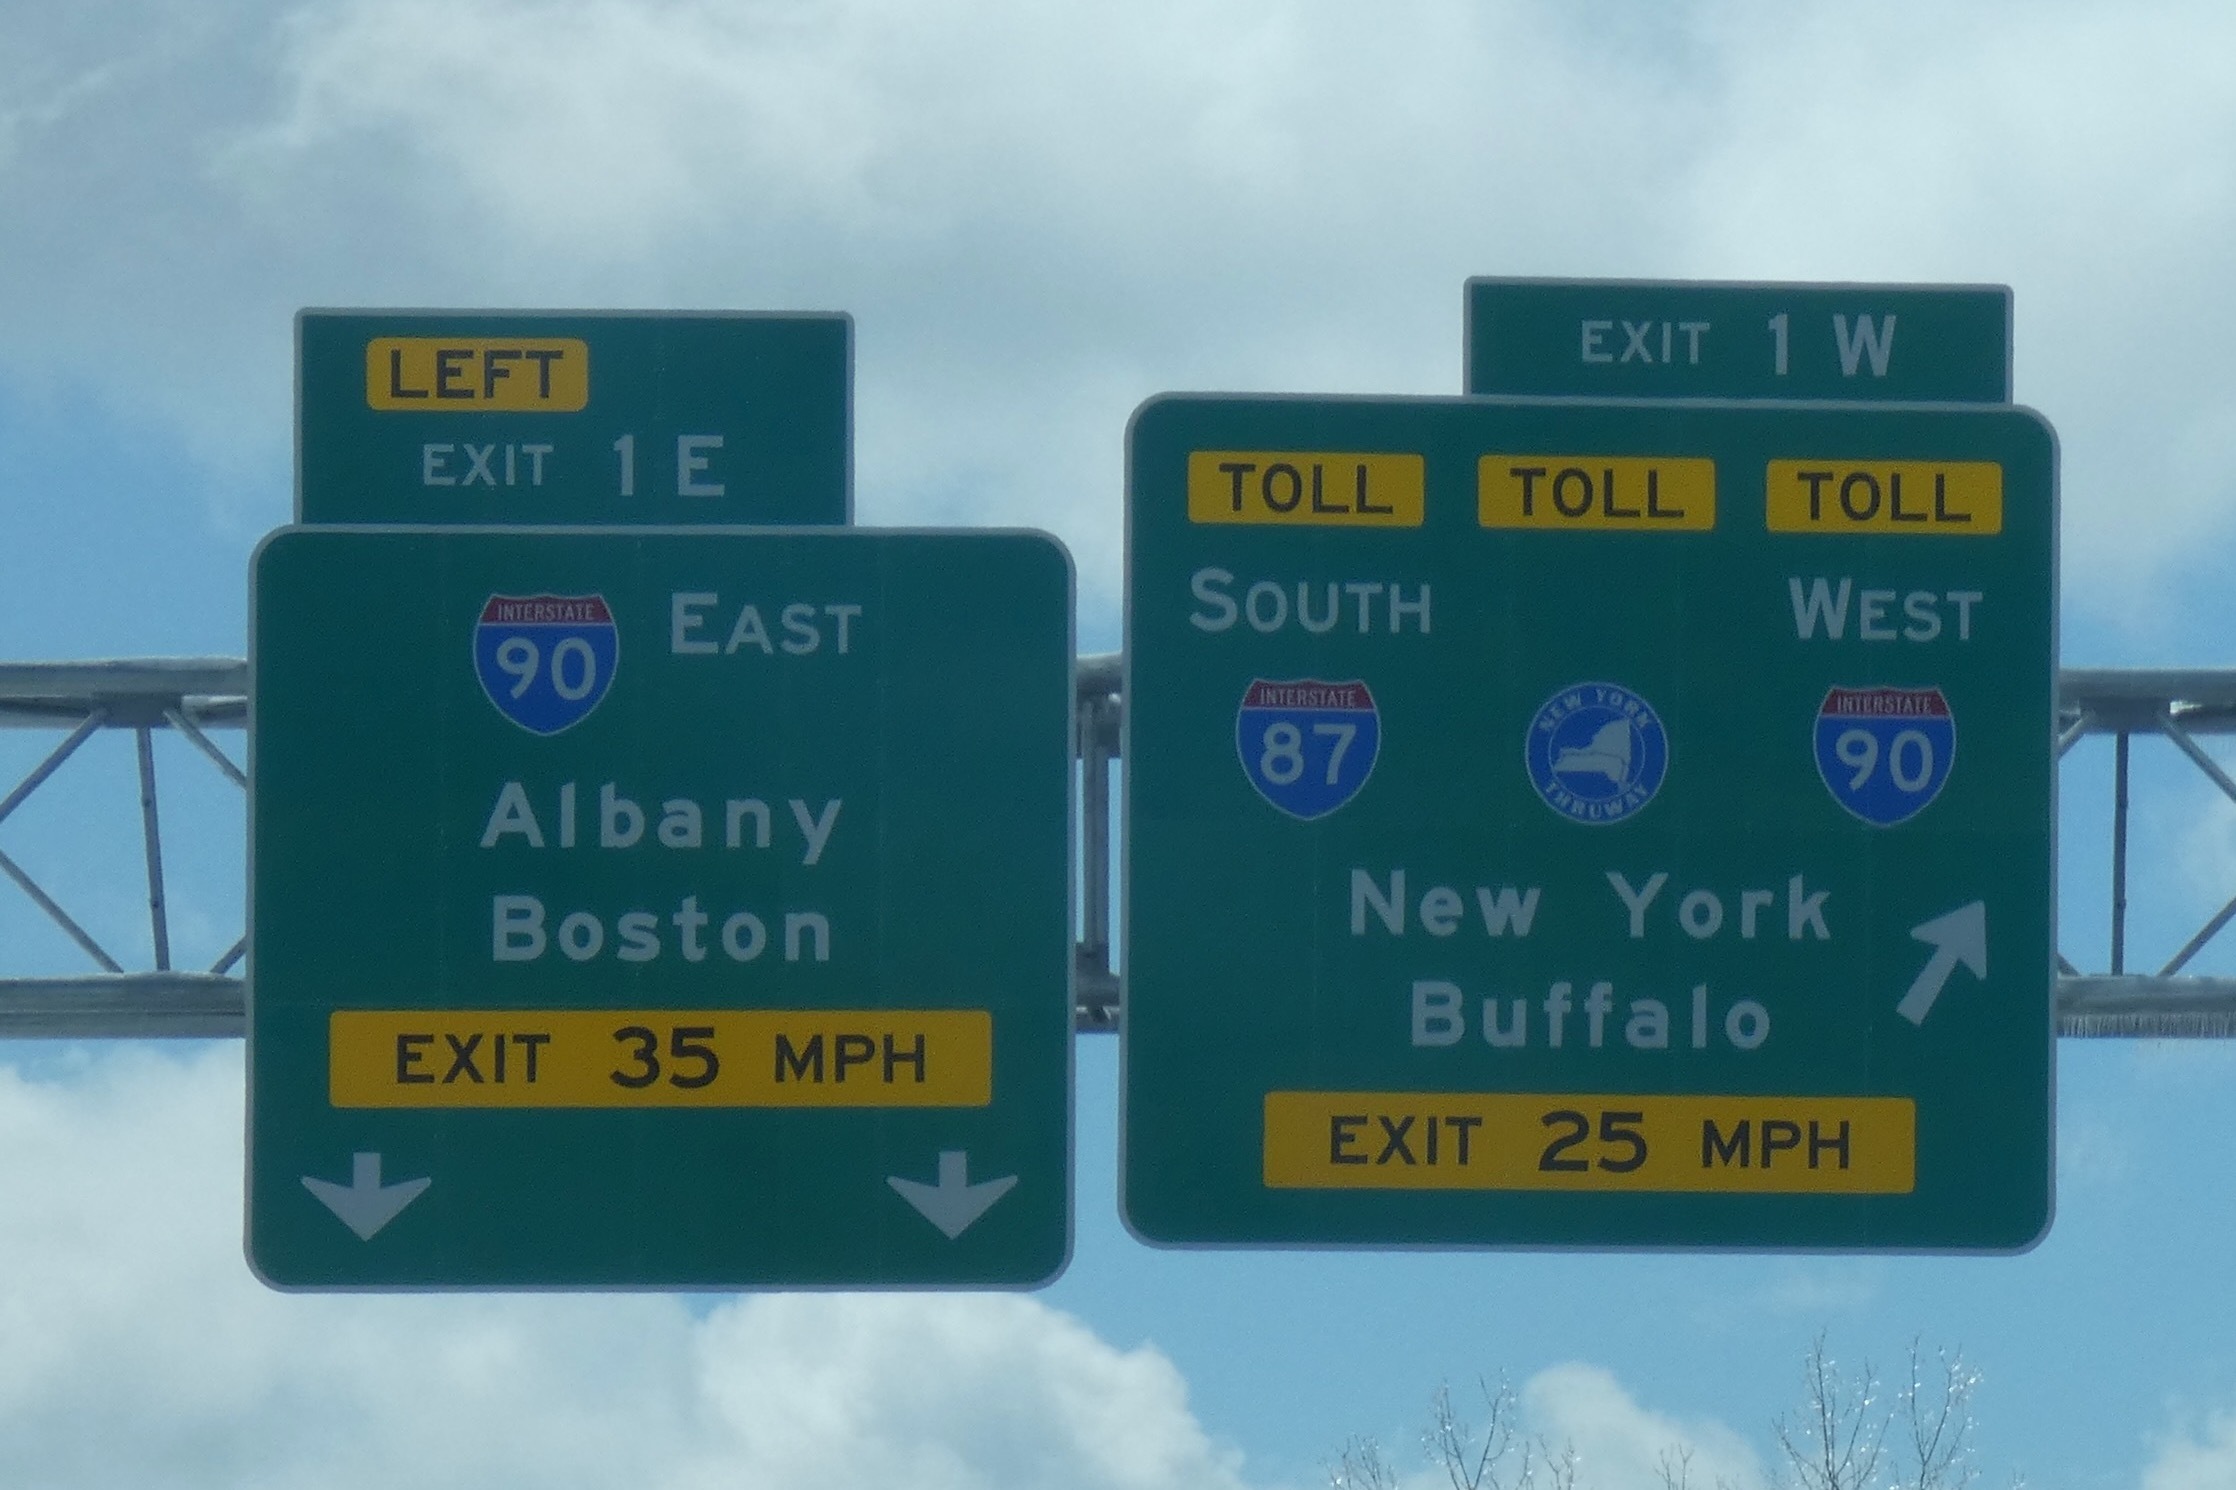 LEFT
EXIT 1 E
INTERSTATE
90
EAST
Albany
Boston
EXIT 35 MPH
EXIT 1 W
TOLL TOLL TOLL
SOUTH WEST
INTERSTATE
87
NEW YORK
THRUWAY
INTERSTATE
90
New York
Buffalo
EXIT 25 MPH